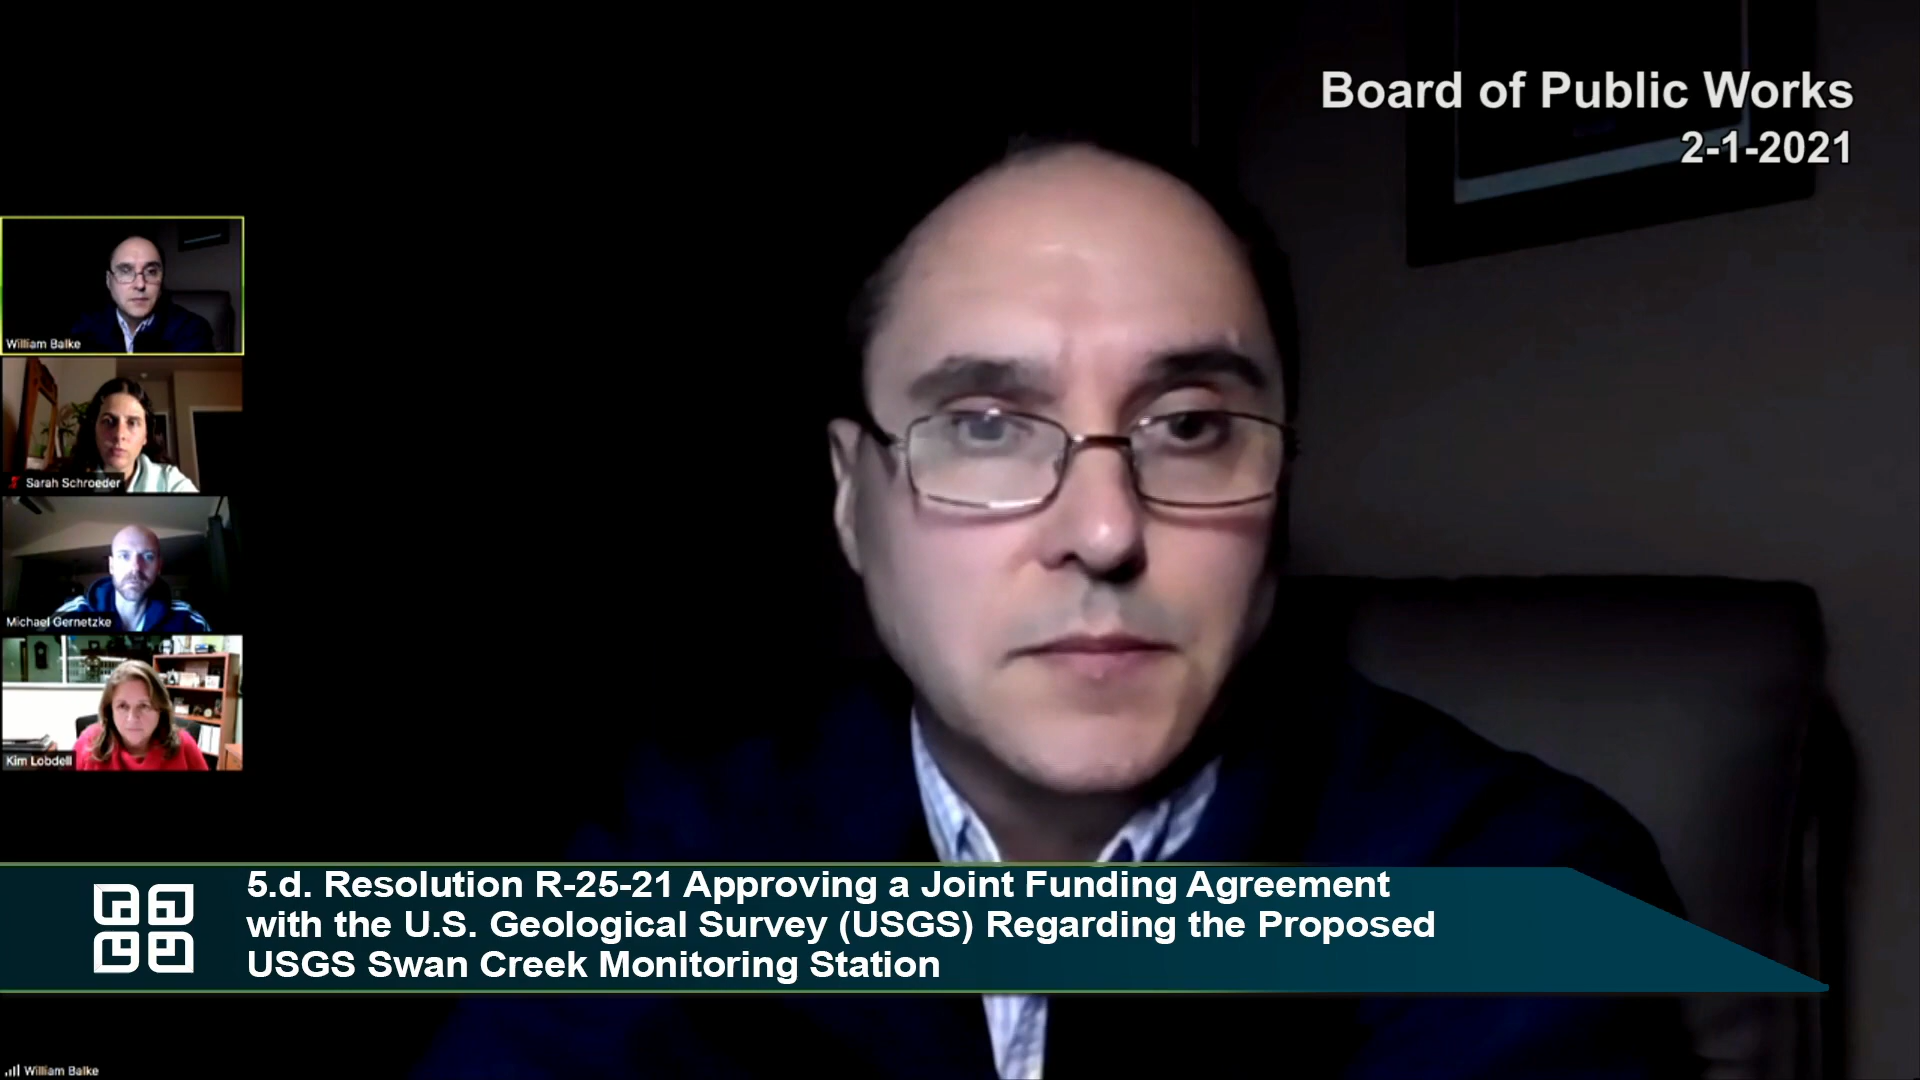 Board of Public Works
2-1-2021
William Balke
Sarah Schroeder
Michael Gernetzke
Kim Lobdell
5.d. Resolution R-25-21 Approving a Joint Funding Agreement
with the U.S. Geological Survey (USGS) Regarding the Proposed
USGS Swan Creek Monitoring Station
William Balke